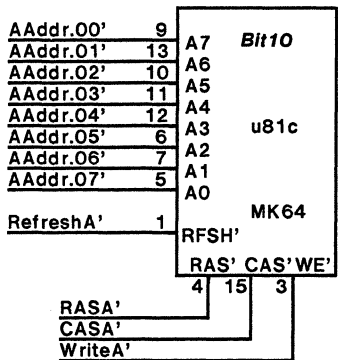 AAddr.00' 9 A7 Bit10
AAddr.01' 13 A6
AAddr.02' 10 A5
AAddr.03' 11 A4
AAddr.04' 12 A3 u81c
AAddr.05' 6 A2
AAddr.06' 7 A1
AAddr.07' 5 A0
MK64
RefreshA' 1 RFSH'
RAS' CAS' WE'
4 15 3
RASA'
CASA'
WriteA'